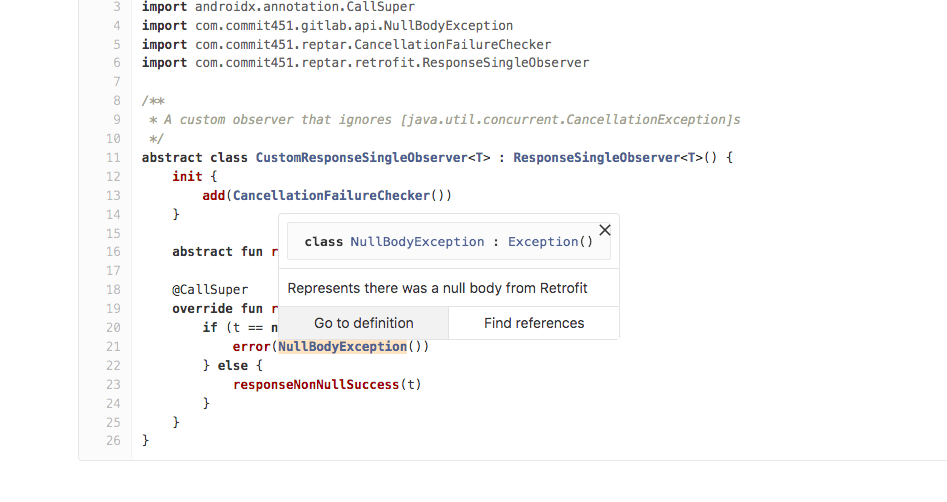 3 import androidx.annotation.CallSuper
4 import com.commit451.gitlab.api.NullBodyException
5 import com.commit451.reptar.CancellationFailureChecker
6 import com.commit451.reptar.retrofit.ResponseSingleObserver
7
8 /**
9 * A custom observer that ignores [java.util.concurrent.CancellationException]s
10 */
11 abstract class CustomResponseSingleObserver<T> : ResponseSingleObserver<T>() {
12 init {
13 add(CancellationFailureChecker())
14 }
15
16 abstract fun r
17
18 @CallSuper
19 override fun r
20 if (t == n
21 error(NullBodyException())
22 } else {
23 responseNonNullSuccess(t)
24 }
25 }
26 }
class NullBodyException : Exception()
Represents there was a null body from Retrofit
Go to definition Find references